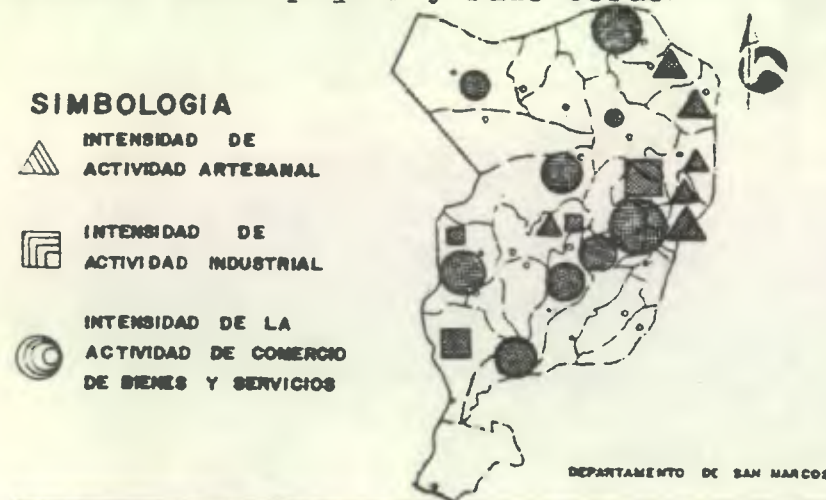 SIMBOLOGIA
INTENSIDAD DE
ACTIVIDAD ARTESANAL
INTENSIDAD DE
ACTIVIDAD INDUSTRIAL
INTENSIDAD DE LA
ACTIVIDAD DE COMERCIO
DE BIENES Y SERVICIOS
DEPARTAMENTO DE SAN MARCOS